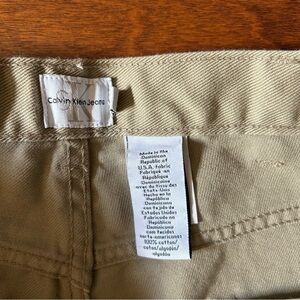 Calvin Klein Jeans
Made in the
Dominican
Republic of
U.S.A. Fabric
Fabriqué en
République
Dominicaine
avec du tissu des
États-Unis
Hecho en la
República
Dominicana
con tejido de
Estados Unidos
Fabricado na
República
Dominicana
com tecidos
norte-americanos
100% cotton/
coton/algodón/
algodão